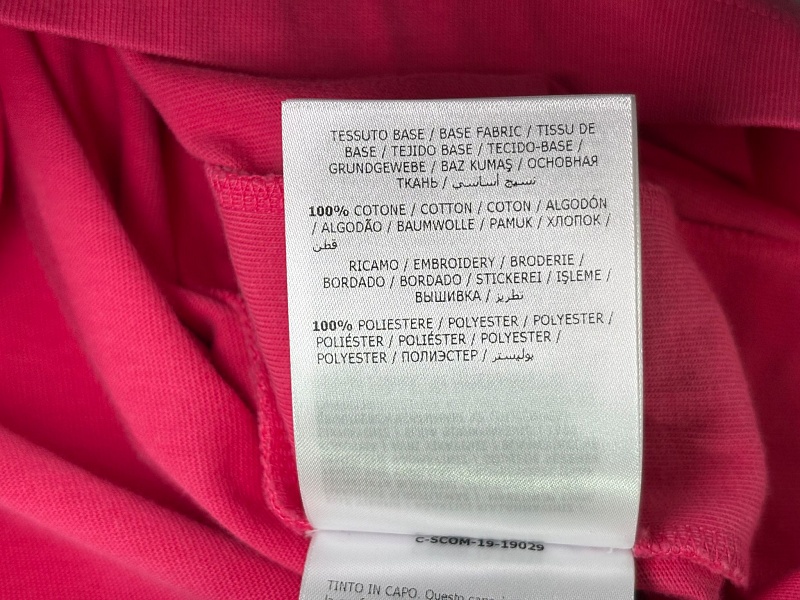 TESSUTO BASE / BASE FABRIC / TISSU DE
BASE / TEJIDO BASE / TECIDO-BASE /
GRUNDGEWEBE / BAZ KUMAŞ / ОСНОВНАЯ
ТКАНЬ / نسيج أساسي
100% COTONE / COTTON / COTON / ALGODÓN
/ ALGODÃO / BAUMWOLLE / PAMUK / ХЛОПОК /
قطن
RICAMO / EMBROIDERY / BRODERIE /
BORDADO / BORDADO / STICKEREI / IŞLEME /
ВЫШИВКА / تطريز
100% POLIESTERE / POLYESTER / POLYESTER /
POLIÉSTER / POLIÉSTER / POLYESTER /
POLYESTER / ПОЛИЭСТЕР / بوليستر
C-SCOM-19-19029
TINTO IN CAPO. Questo